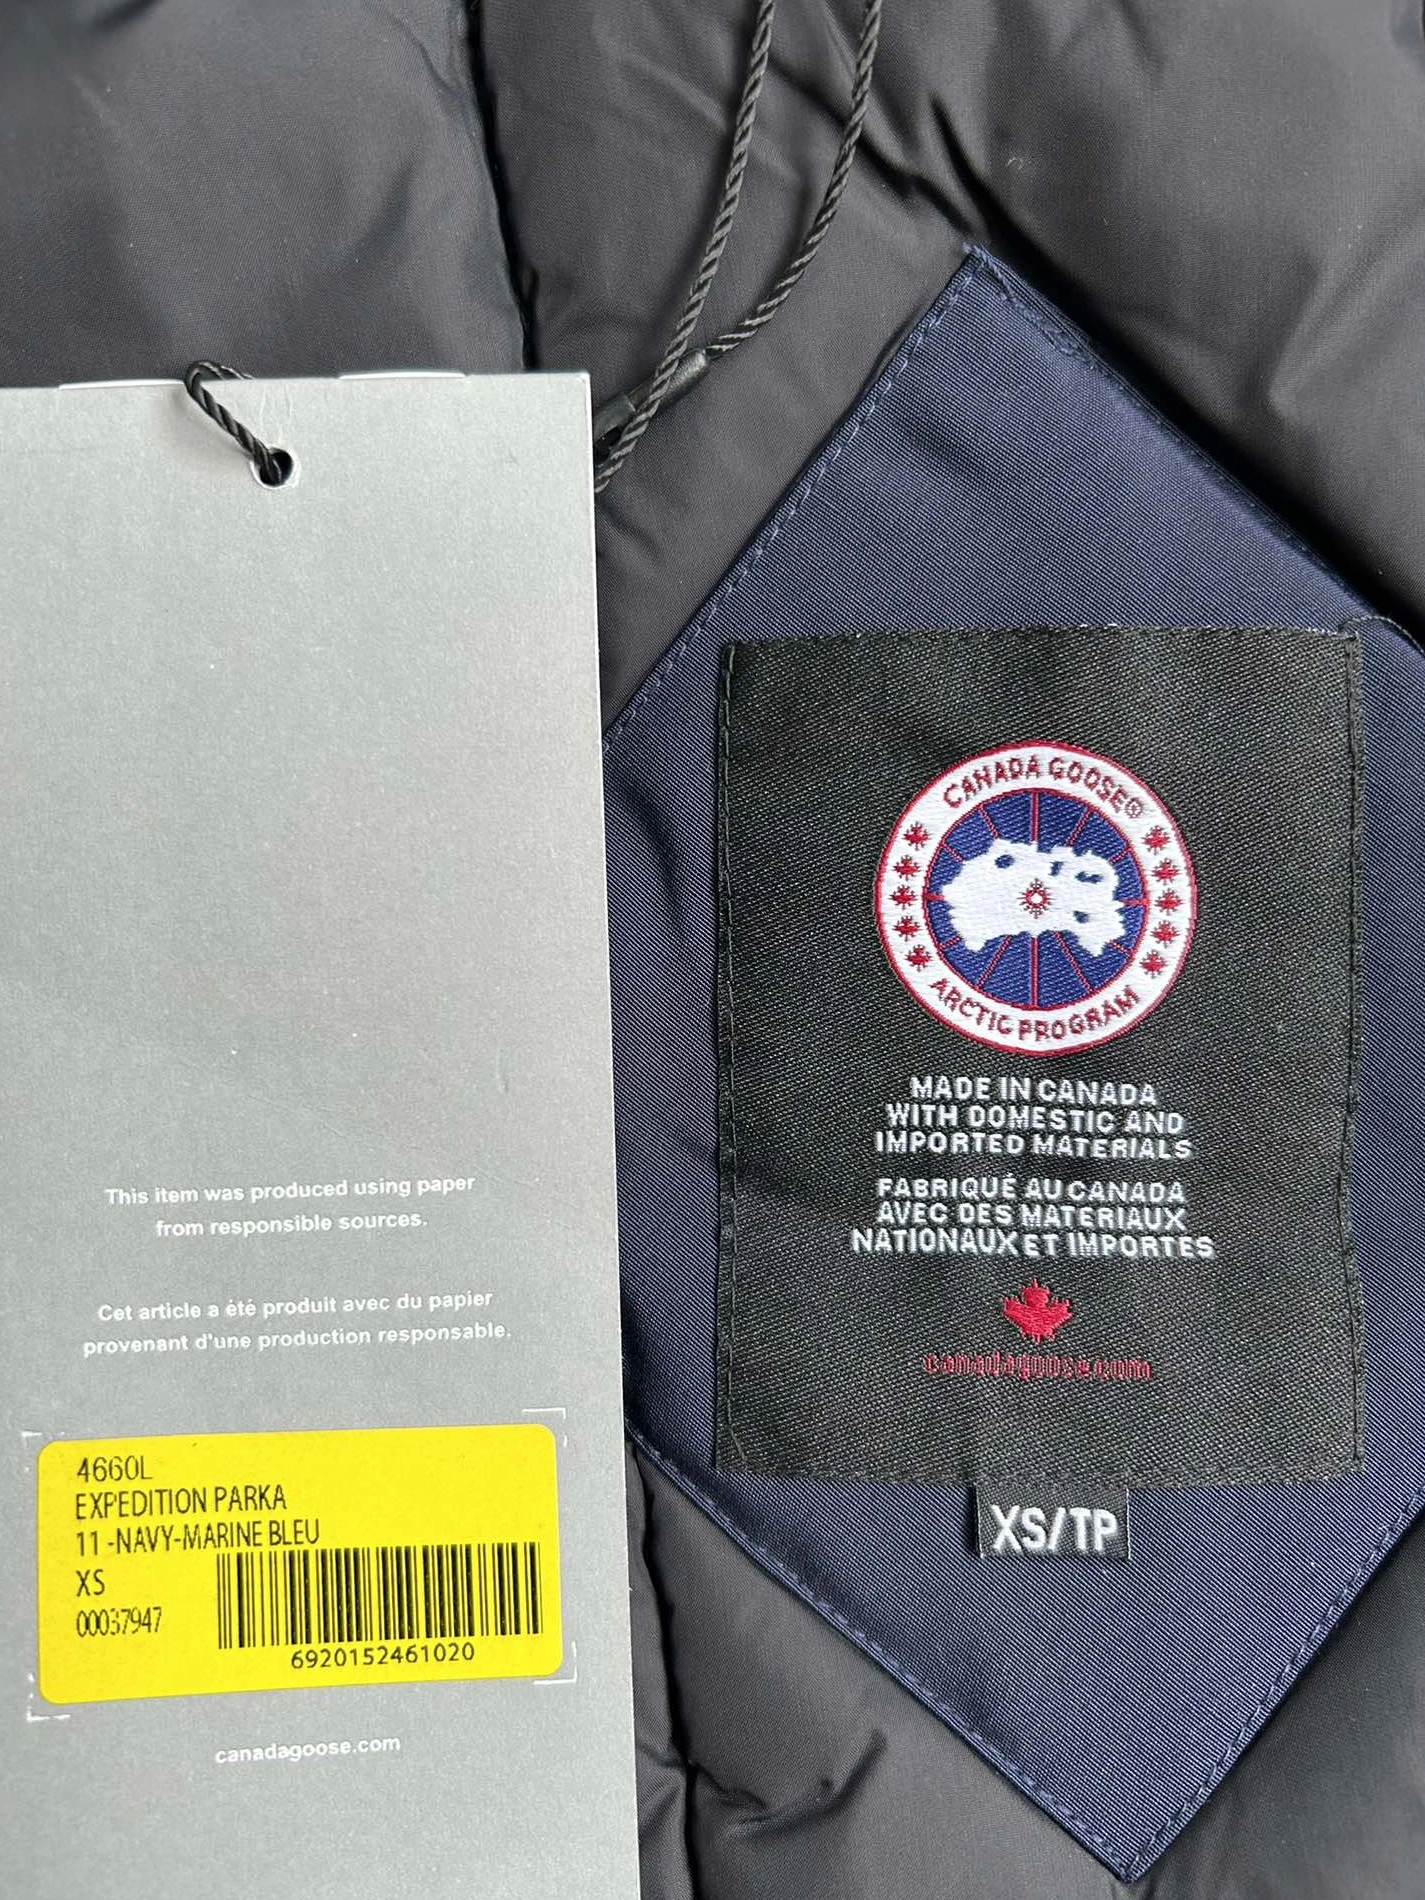 This item was produced using paper
from responsible sources.
Cet article a été produit avec du papier
provenant d'une production responsable.
4660L
EXPEDITION PARKA
11 -NAVY-MARINE BLEU
XS
00037947
6920152461020
canadagoose.com
CANADA GOOSE®
ARCTIC PROGRAM
MADE IN CANADA
WITH DOMESTIC AND
IMPORTED MATERIALS
FABRIQUÉ AU CANADA
AVEC DES MATERIAUX
NATIONAUX ET IMPORTES
canadagoose.com
XS/TP